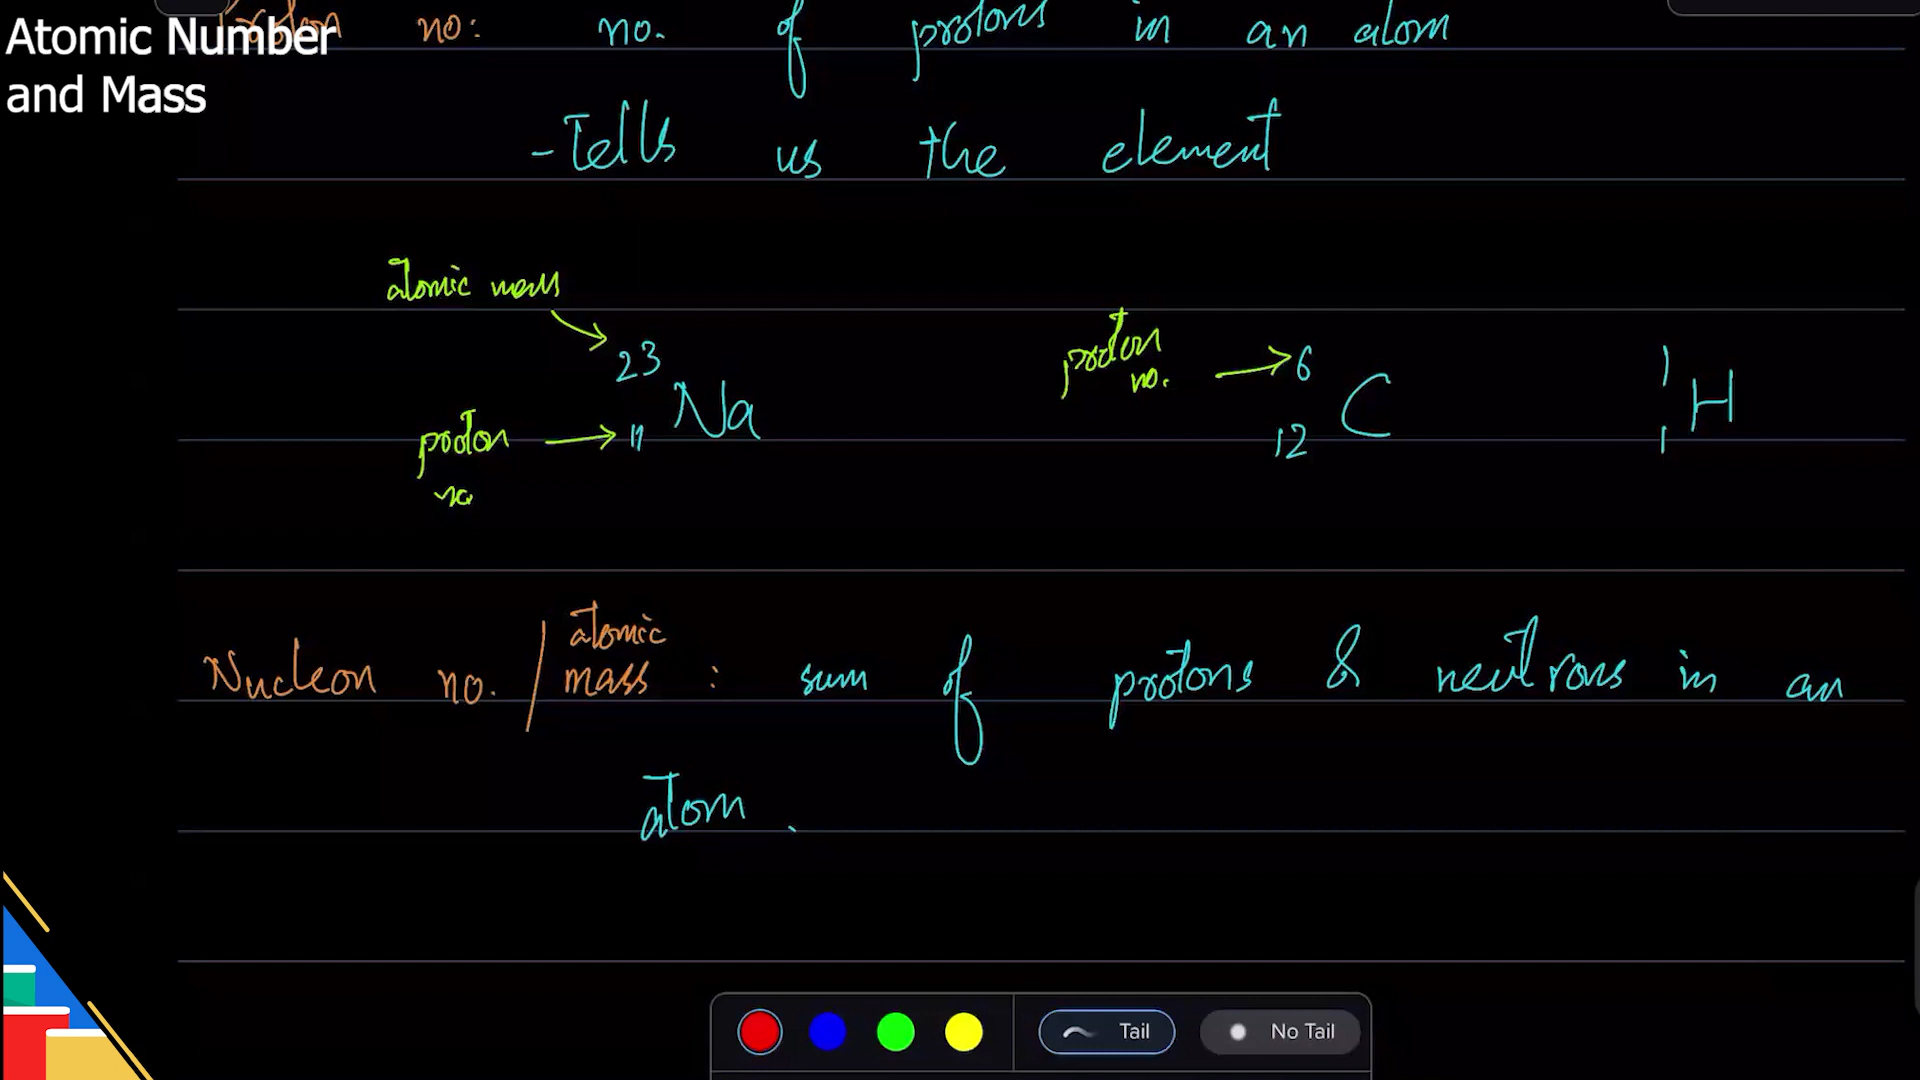 Atomic Number
and Mass
Proton no: no. of protons in an atom
- Tells us the element
atomic mass
23
Na
11
proton
no.
proton
no.
6
C
12
1
H
1
Nucleon no. / atomic mass : sum of protons & neutrons in an
atom.
Tail
No Tail